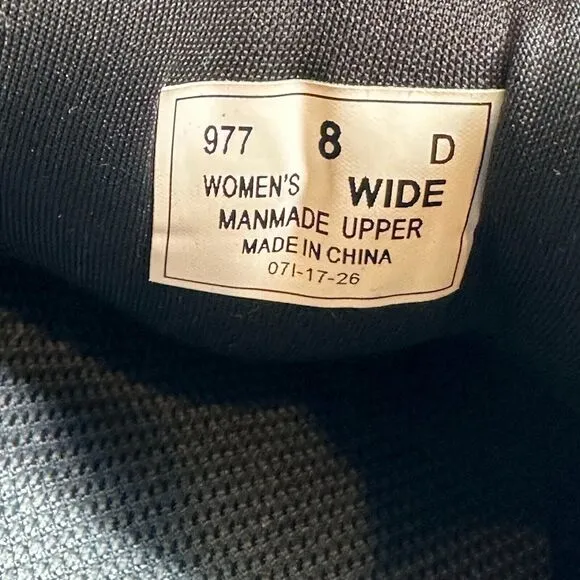 977 8 D
WOMEN'S WIDE
MANMADE UPPER
MADE IN CHINA
07I-17-26